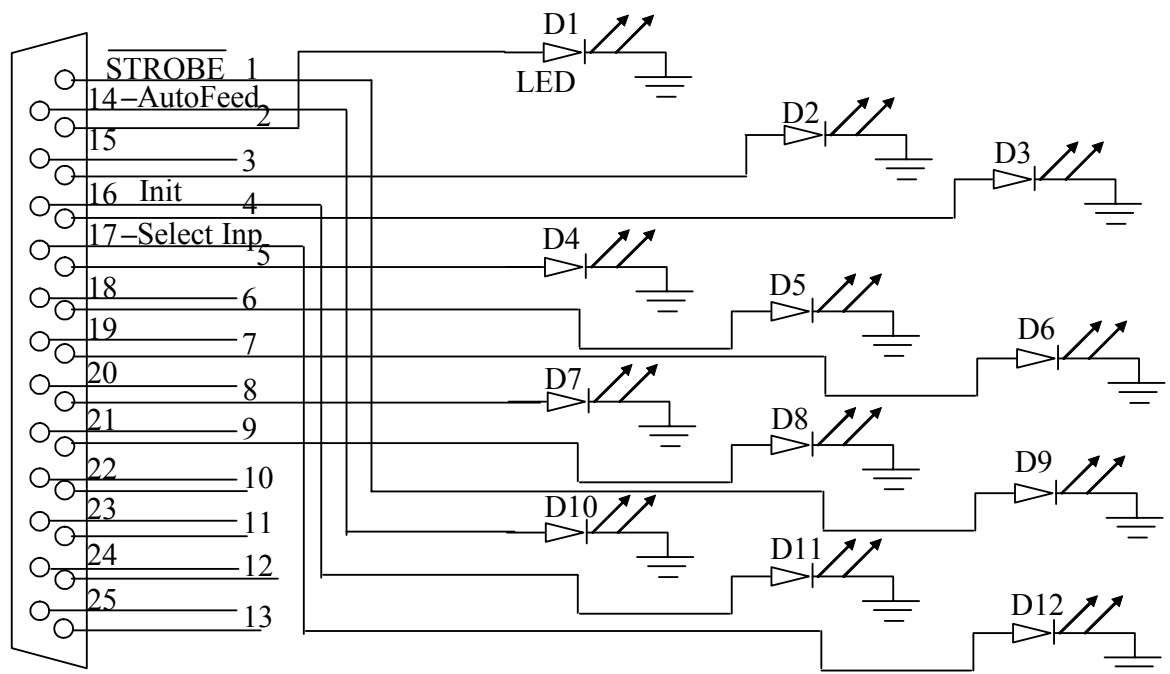 D1
STROBE 1
LED
14 –AutoFeed
2
D2
15
3
D3
16 Init 4
17 –Select Inp
5
D4
18
6
D5
19
7
D6
20
8
D7
21
9
D8
22
10
D9
23
11
D10
24
12
D11
25
13
D12